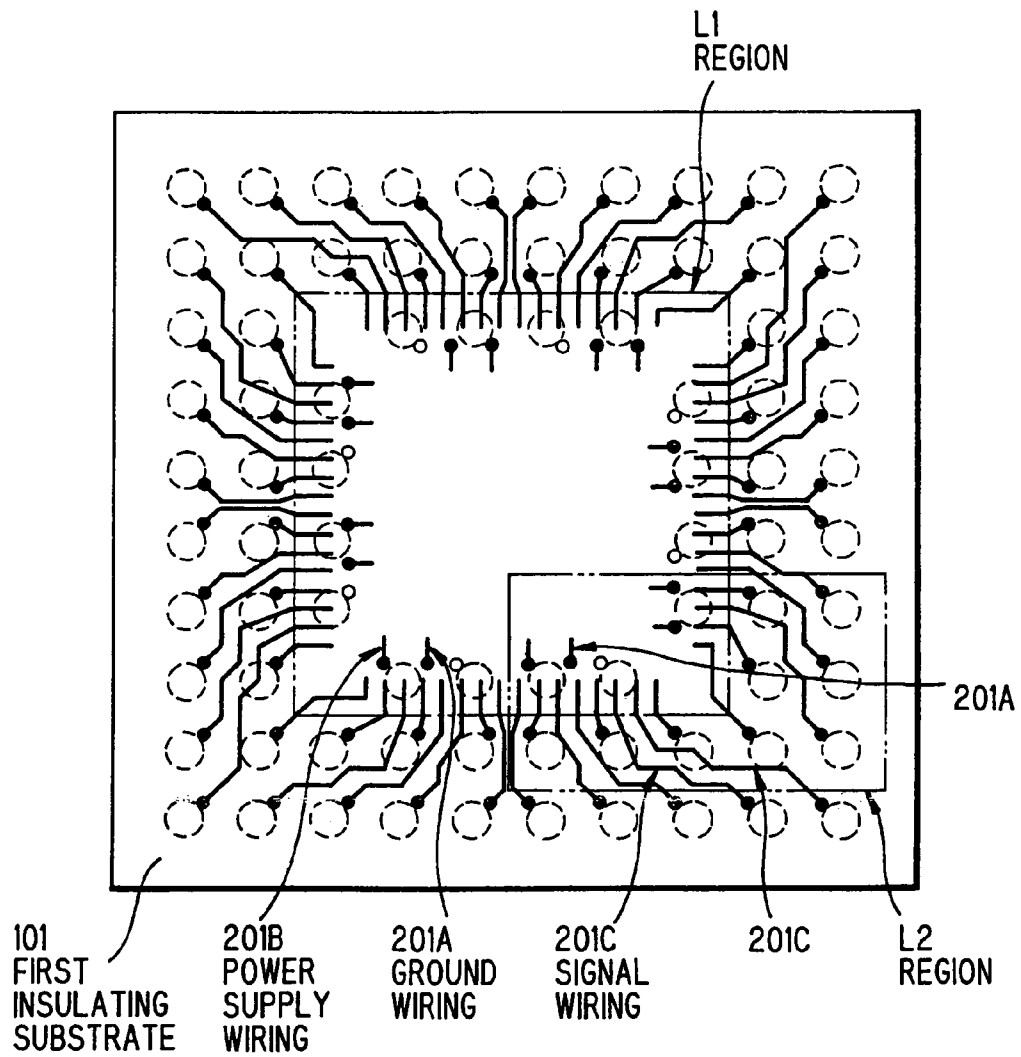 L1
REGION
201A
101
FIRST
INSULATING
SUBSTRATE
201B
POWER
SUPPLY
WIRING
201A
GROUND
WIRING
201C
SIGNAL
WIRING
201C
L2
REGION